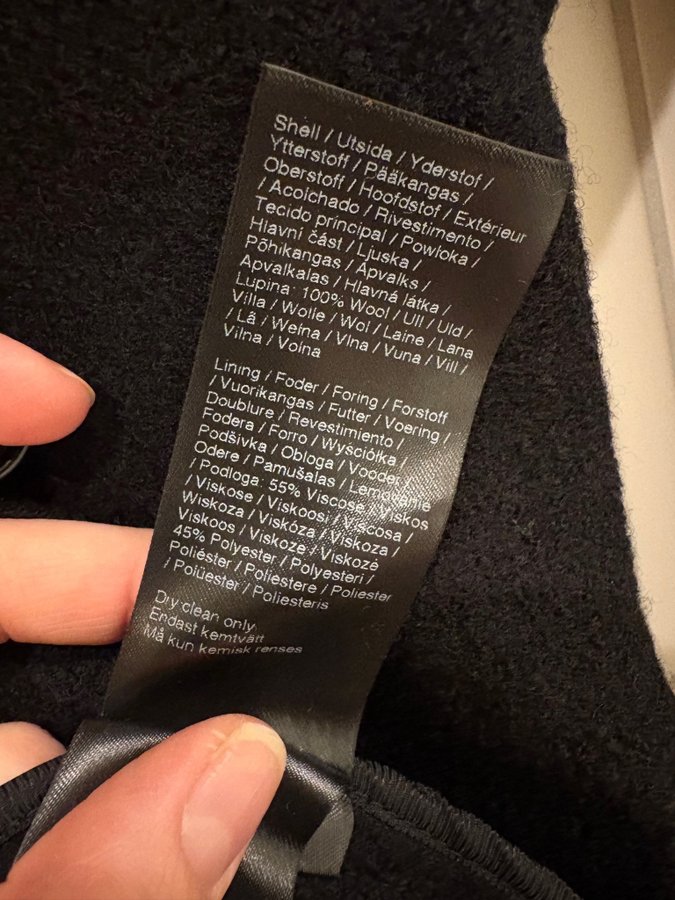 Shell / Utsida / Yderstof /
Ytterstoff / Pääkangas /
Oberstoff / Hoofdstof / Extérieur
/ Acolchado / Rivestimento /
Tecido principal / Powloka /
Hlavní část / Ljuska /
Põhikangas / Apvalks /
Apvalkalas / Hlavná látka /
Lupina: 100% Wool / Ull / Uld /
Villa / Wolle / Wol / Laine / Lana
/ Lã / Wełna / Vlna / Vuna / Vill /
Vilna / Volna
Lining / Foder / Foring / Forstoff
/ Vuorikangas / Futter / Voering /
Doublure / Revestimiento /
Fodera / Forro / Wyściółka /
Podšívka / Obloga / Vooder /
Odere / Pamušalas / Lemovanie
/ Podloga: 55% Viscose / Viskos
/ Viskose / Viskoosi / Viscosa /
Wiskoza / Viskóza / Viskoza /
Viskoos / Viskoze / Viskozė
45% Polyester / Polyesteri /
Poliéster / Poliestere / Poliester
/ Polüester / Poliesteris
Dry clean only
Endast kemtvätt
Må kun kemisk renses